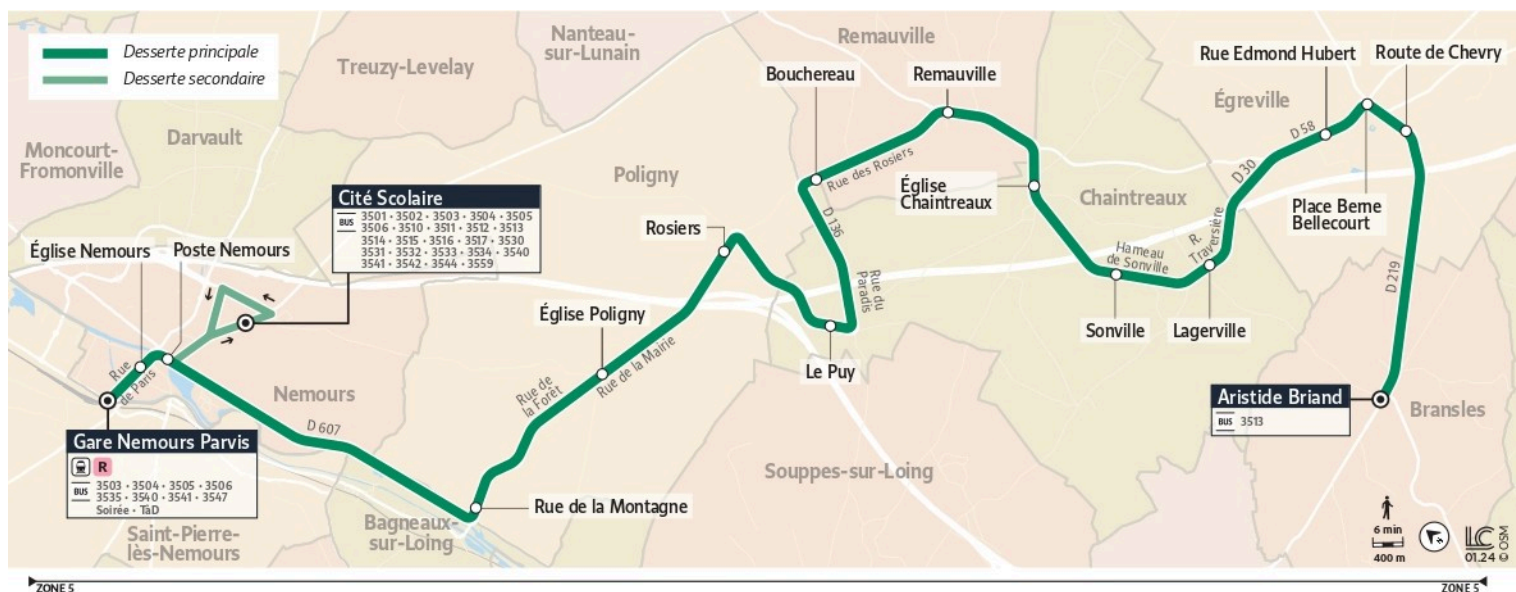 Desserte principale
Desserte secondaire
Moncourt-
Fromonville
Darvault
Treuzy-Levelay
Nanteau-
sur-Lunain
Remauville
Bouchereau
Remauville
Rue Edmond Hubert
Route de Chevry
Égreville
D 58
D 30
Poligny
Rue des Rosiers
Église
Chaintreaux
Chaintreaux
Place Berne
Bellecourt
Cité Scolaire
BUS
3501 • 3502 • 3503 • 3504 • 3505
3506 • 3510 • 3511 • 3512 • 3513
3514 • 3515 • 3516 • 3517 • 3530
3531 • 3532 • 3533 • 3534 • 3540
3541 • 3542 • 3544 • 3559
Église Nemours
Poste Nemours
Rosiers
D 136
Rue du
Paradis
Hameau
de Sonville
R.
Traversière
D 219
Église Poligny
Sonville
Lagerville
Rue
de Paris
Rue de la Mairie
Le Puy
Nemours
Rue de
la Forêt
D 607
Aristide Briand
BUS
3513
Bransles
Gare Nemours Parvis
R
BUS
3503 • 3504 • 3505 • 3506
3535 • 3540 • 3541 • 3547
Soirée • TàD
Souppes-sur-Loing
Rue de la Montagne
Saint-Pierre-
lès-Nemours
Bagneaux-
sur-Loing
6 min
400 m
LC
01.24 © OSM
ZONE 5
ZONE 5